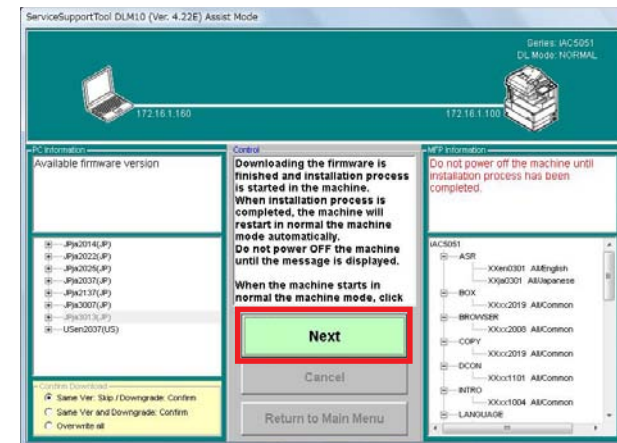 ServiceSupportTool DLM10 (Ver. 4.22E) Assist Mode
Series: iAC5051
DL Mode: NORMAL
172.16.1.160
172.16.1.100
PC Information
Available firmware version
JPja2014(JP)
JPja2022(JP)
JPja2025(JP)
JPja2037(JP)
JPja2137(JP)
JPja3007(JP)
JPja3013(JP)
USen2037(US)
Confirm Download
Same Ver: Skip / Downgrade: Confirm
Same Ver and Downgrade: Confirm
Overwrite all
Control
Downloading the firmware is
finished and installation process
is started in the machine.
When installation process is
completed, the machine will
restart in normal the machine
mode automatically.
Do not power OFF the machine
until the message is displayed.
When the machine starts in
normal the machine mode, click
Next
Cancel
Return to Main Menu
MFP Information
Do not power off the machine until
installation process has been
completed.
iAC5051
ASR
XXen0301 All/English
XXja0301 All/Japanese
BOX
XXxx2019 All/Common
BROWSER
XXxx2008 All/Common
COPY
XXxx2019 All/Common
DCON
XXxx1101 All/Common
INTRO
XXxx1004 All/Common
LANGUAGE